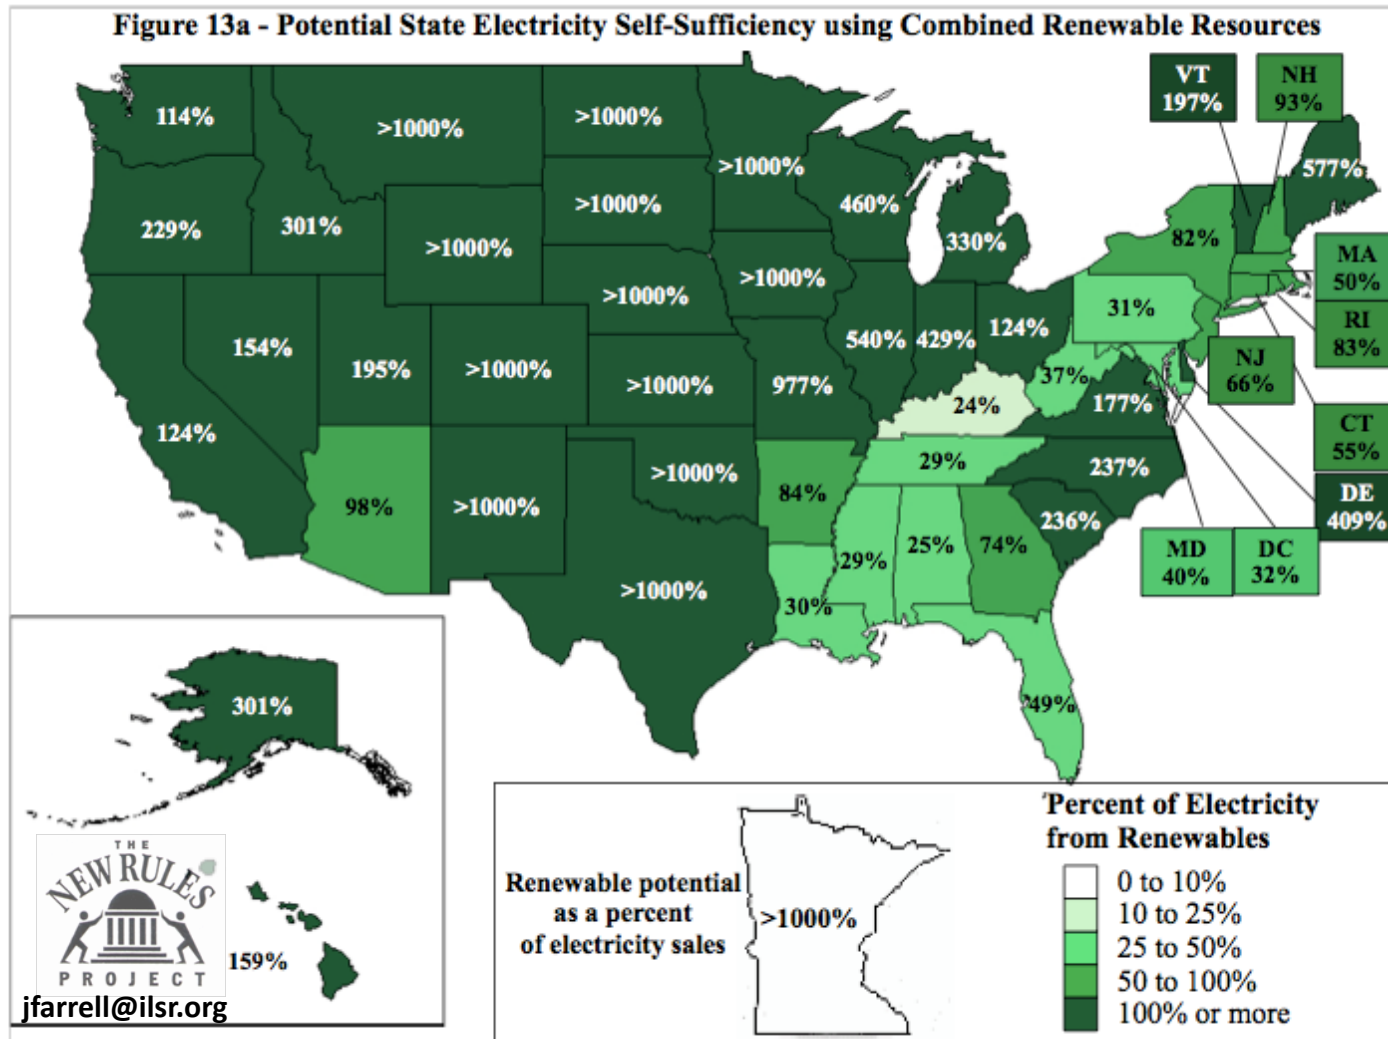 Figure 13a - Potential State Electricity Self-Sufficiency using Combined Renewable Resources
VT
197%
NH
93%
114%
>1000%
>1000%
>1000%
577%
229%
301%
>1000%
>1000%
460%
330%
82%
MA
50%
154%
195%
>1000%
>1000%
>1000%
>1000%
540%
429%
124%
31%
RI
83%
NJ
66%
124%
977%
24%
37%
177%
CT
55%
98%
>1000%
>1000%
84%
29%
237%
DE
409%
>1000%
30%
29%
25%
74%
236%
MD
40%
DC
32%
49%
301%
159%
THE
NEW RULES
PROJECT
jfarrell@ilsr.org
Renewable potential
as a percent
of electricity sales
>1000%
Percent of Electricity
from Renewables
0 to 10%
10 to 25%
25 to 50%
50 to 100%
100% or more